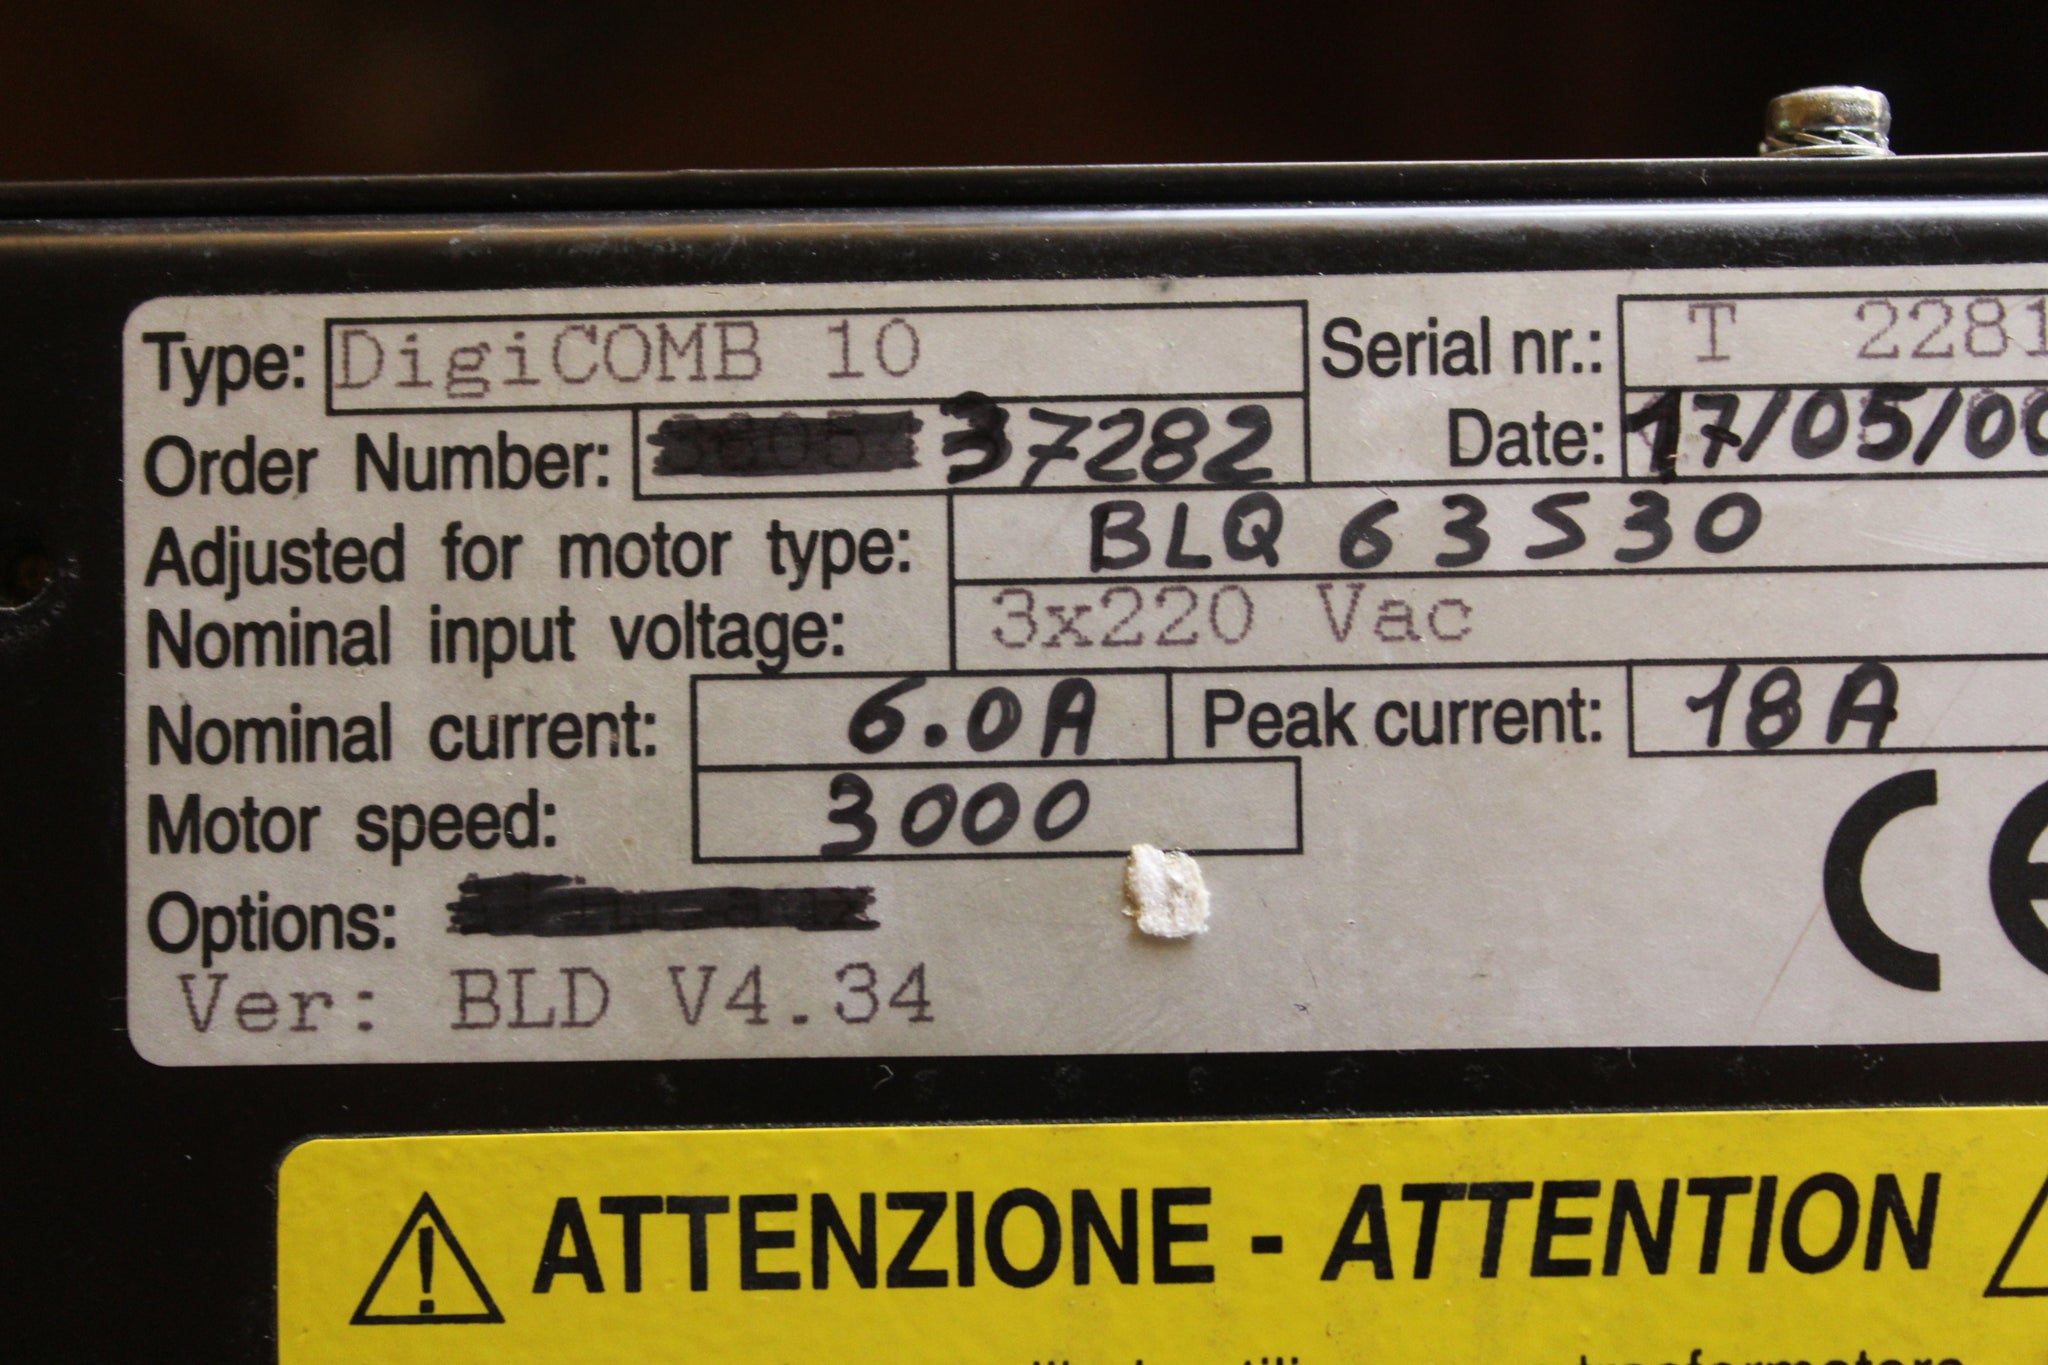 Type: DigiCOMB 10 Serial nr.: T 2281
Order Number: 37282 Date: 17/05/00
Adjusted for motor type: BLQ 63S30
Nominal input voltage: 3x220 Vac
Nominal current: 6.0A Peak current: 18A
Motor speed: 3000
Options:
Ver: BLD V4.34
CE
ATTENZIONE - ATTENTION